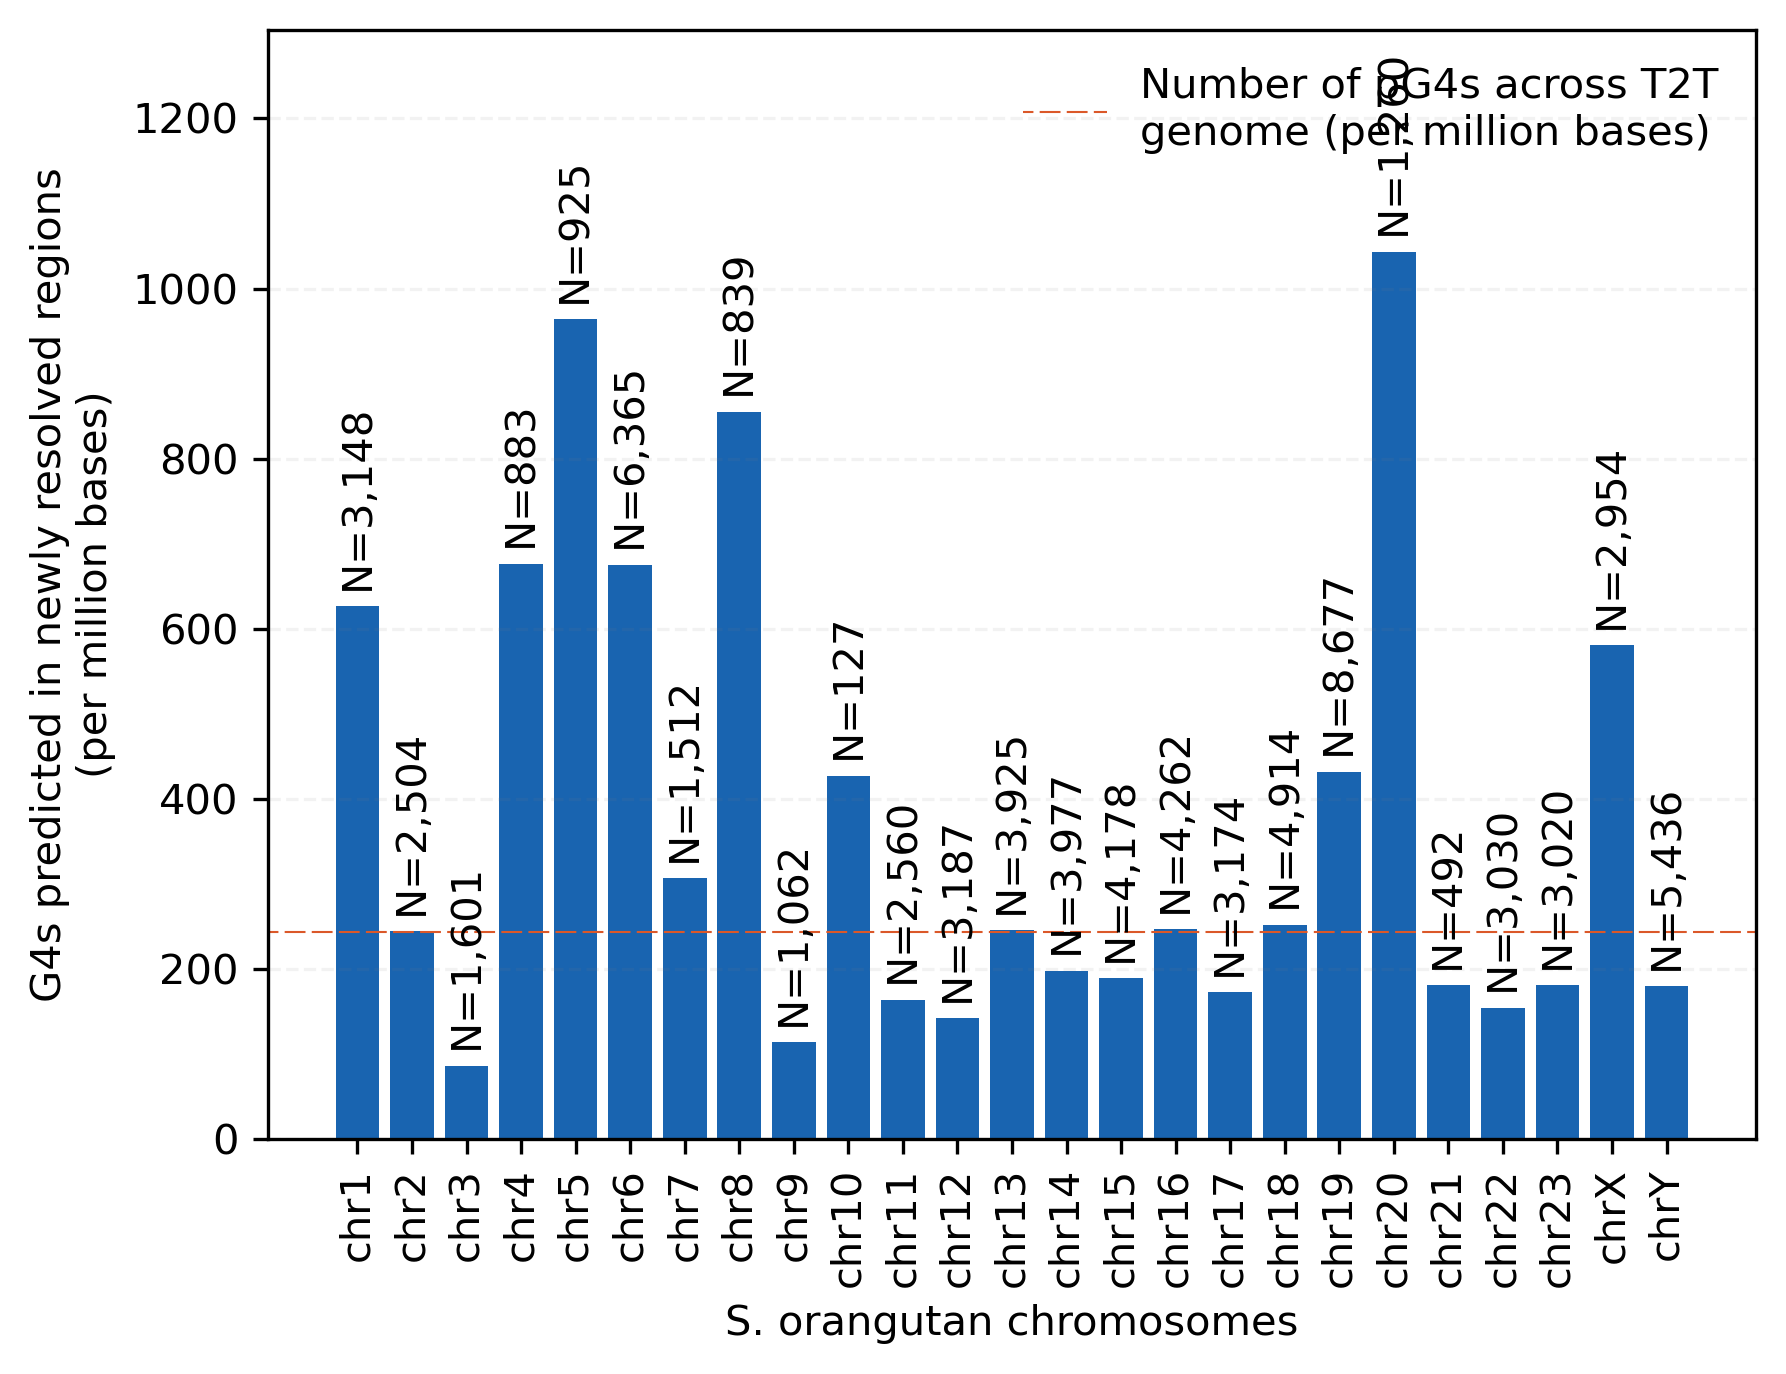 Number of pG4s across T2T
genome (per million bases)
G4s predicted in newly resolved regions
(per million bases)
1200
1000
800
600
400
200
0
N=3,148
N=2,504
N=1,601
N=883
N=925
N=6,365
N=1,512
N=839
N=1,062
N=127
N=2,560
N=3,187
N=3,925
N=3,977
N=4,178
N=4,262
N=3,174
N=4,914
N=8,677
N=1,260
N=492
N=3,030
N=3,020
N=2,954
N=5,436
chr1
chr2
chr3
chr4
chr5
chr6
chr7
chr8
chr9
chr10
chr11
chr12
chr13
chr14
chr15
chr16
chr17
chr18
chr19
chr20
chr21
chr22
chr23
chrX
chrY
S. orangutan chromosomes